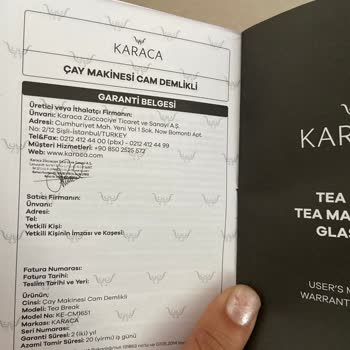 KARACA
ÇAY MAKİNESİ CAM DEMLİKLİ
GARANTİ BELGESİ
Üretici veya İthalatçı Firmanın:
Ünvanı: Karaca Züccaciye Ticaret ve Sanayi A.Ş.
Adresi: Cumhuriyet Mah. Yeni Yol 1 Sok. Now Bomonti Apt.
No: 2/12 Şişli-İstanbul/TURKEY
Tel&Fax: 0212 412 44 00 (pbx) - 0212 412 44 99
Müşteri Hizmetleri: +90 850 252 55 72
Web: www.karaca.com
Satıcı Firmanın:
Ünvanı:
Adresi:
Tel:
Yetkili Kişi:
Yetkili Kişinin İmzası ve Kaşesi:
Fatura Numarası:
Fatura Tarihi:
Teslim Tarihi ve Yeri:
Ürünün;
Cinsi: Çay Makinesi Cam Demlikli
Modeli: Tea Break
Model No: KE-CM1651
Markası: KARACA
Seri Numarası:
Garanti Süresi: 2 (iki) yıl
Azami Tamir Süresi: 20 (yirmi) iş günü
KARA
TEA
TEA MA
GLAS
USER'S M
WARRANT